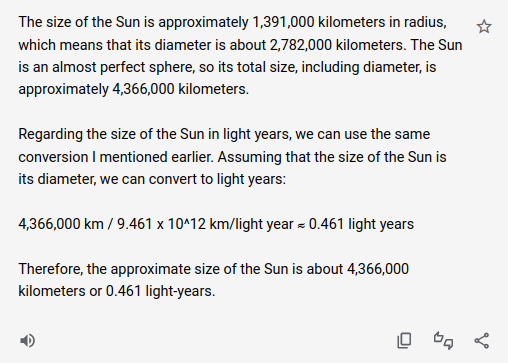 The size of the Sun is approximately 1,391,000 kilometers in radius,
which means that its diameter is about 2,782,000 kilometers. The Sun
is an almost perfect sphere, so its total size, including diameter, is
approximately 4,366,000 kilometers.
Regarding the size of the Sun in light years, we can use the same
conversion I mentioned earlier. Assuming that the size of the Sun is
its diameter, we can convert to light years:
4,366,000 km / 9.461 x 10^12 km/light year ≈ 0.461 light years
Therefore, the approximate size of the Sun is about 4,366,000
kilometers or 0.461 light-years.